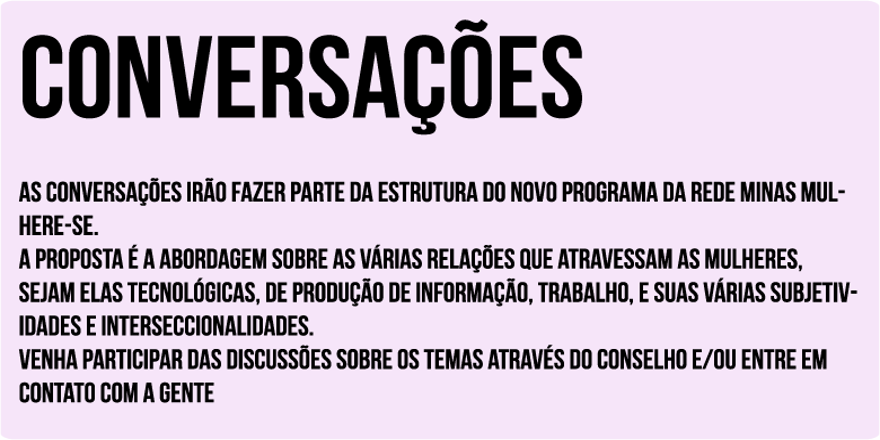 CONVERSAÇÕES
AS CONVERSAÇÕES IRÃO FAZER PARTE DA ESTRUTURA DO NOVO PROGRAMA DA REDE MINAS MUL-
HERE-SE.
A PROPOSTA É A ABORDAGEM SOBRE AS VÁRIAS RELAÇÕES QUE ATRAVESSAM AS MULHERES,
SEJAM ELAS TECNOLÓGICAS, DE PRODUÇÃO DE INFORMAÇÃO, TRABALHO, E SUAS VÁRIAS SUBJETIV-
IDADES E INTERSECCIONALIDADES.
VENHA PARTICIPAR DAS DISCUSSÕES SOBRE OS TEMAS ATRAVÉS DO CONSELHO E/OU ENTRE EM
CONTATO COM A GENTE